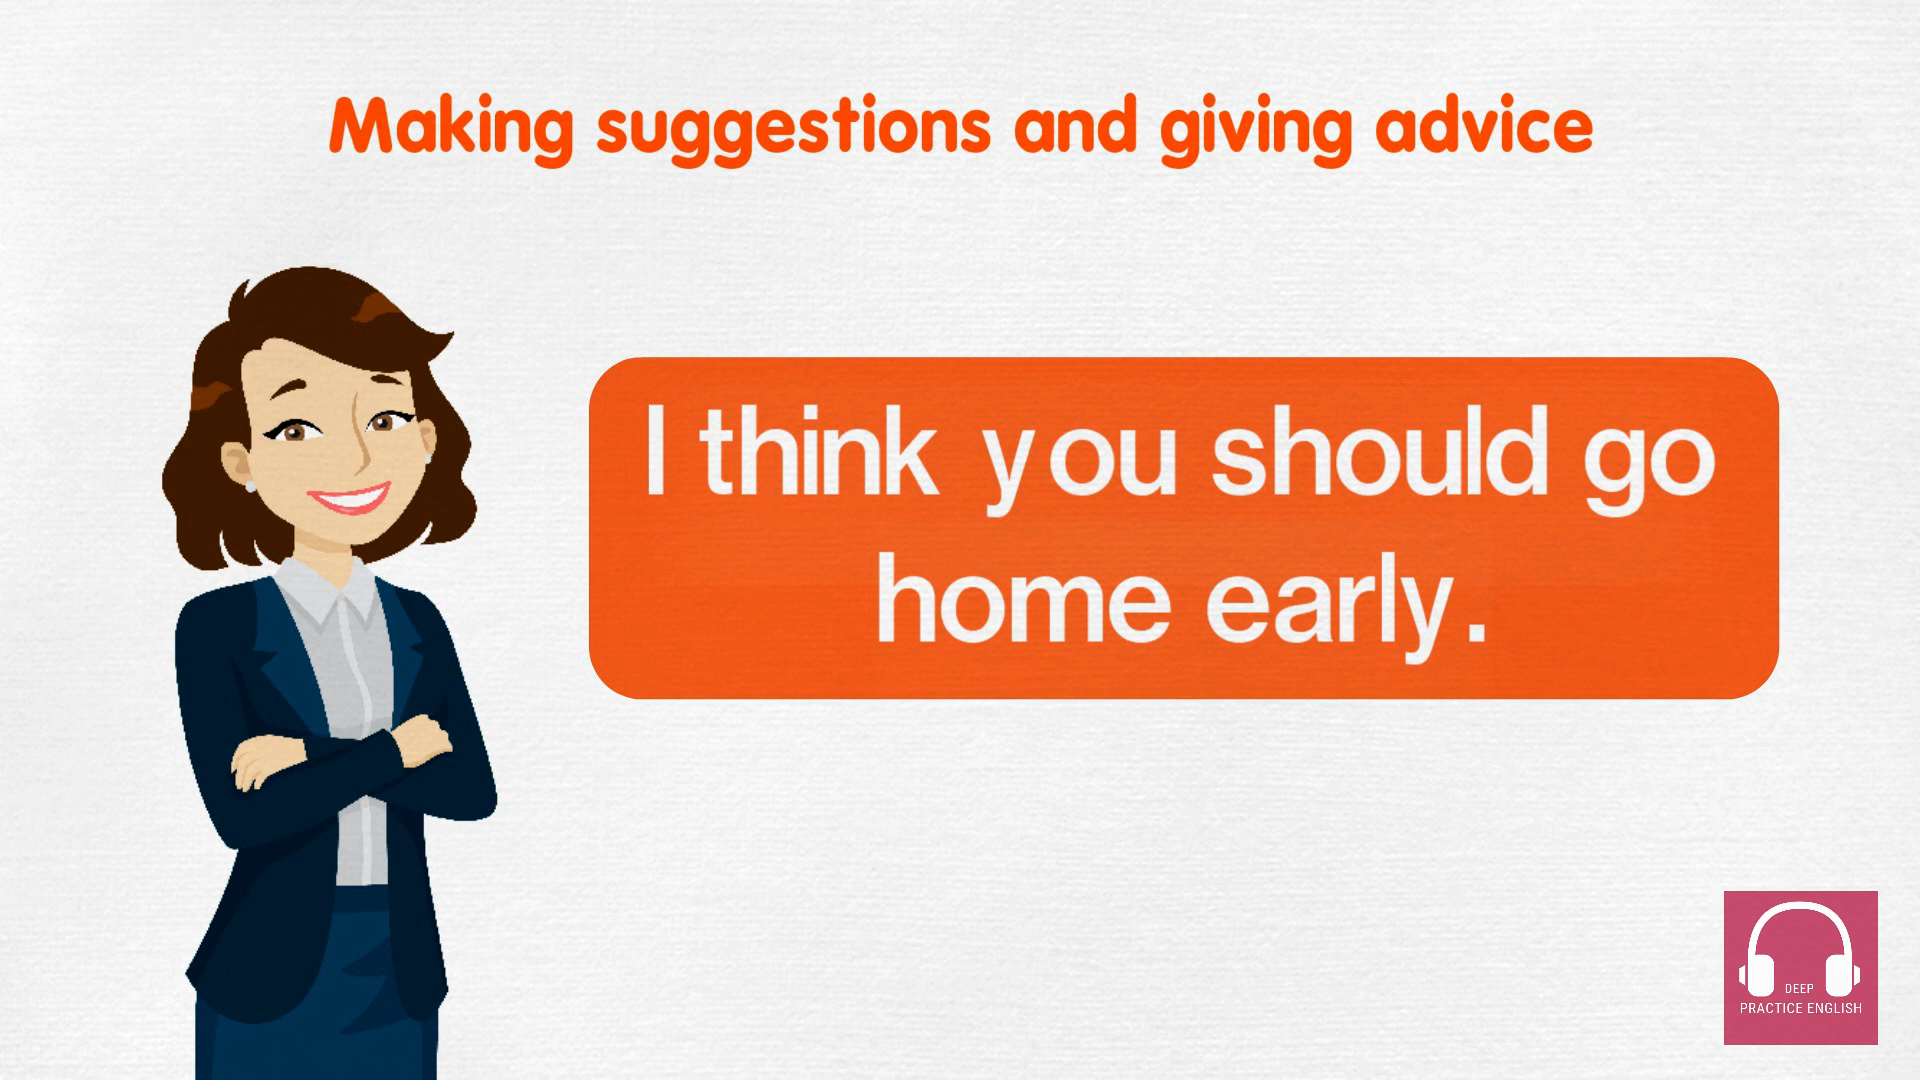 Making suggestions and giving advice
I think you should go
home early.
DEEP
PRACTICE ENGLISH